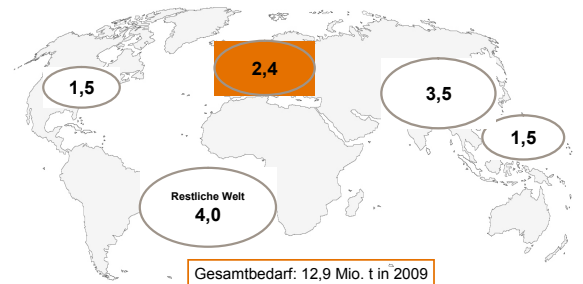 2,4
1,5
3,5
1,5
Restliche Welt
4,0
Gesamtbedarf: 12,9 Mio. t in 2009